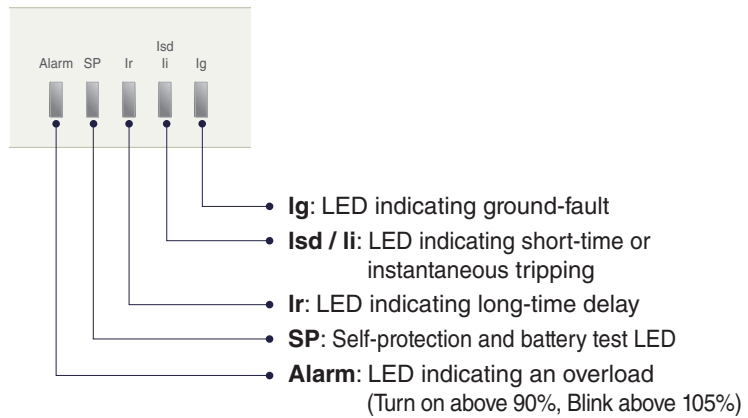 Isd
Alarm SP Ir Ii Ig
Ig: LED indicating ground-fault
Isd / Ii: LED indicating short-time or
instantaneous tripping
Ir: LED indicating long-time delay
SP: Self-protection and battery test LED
Alarm: LED indicating an overload
(Turn on above 90%, Blink above 105%)